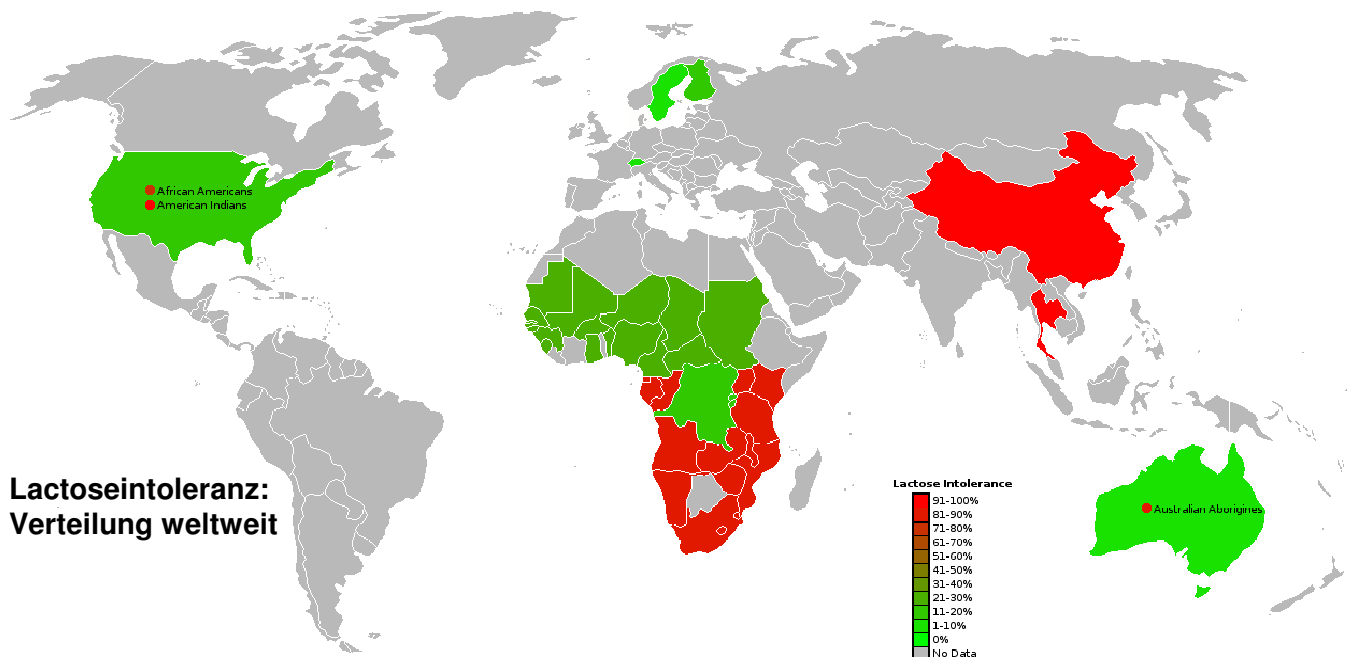 African Americans
American Indians
Lactoseintoleranz:
Verteilung weltweit
Lactose Intolerance
91-100%
81-90%
71-80%
61-70%
51-60%
41-50%
31-40%
21-30%
11-20%
1-10%
0%
No Data
Australian Aborigines